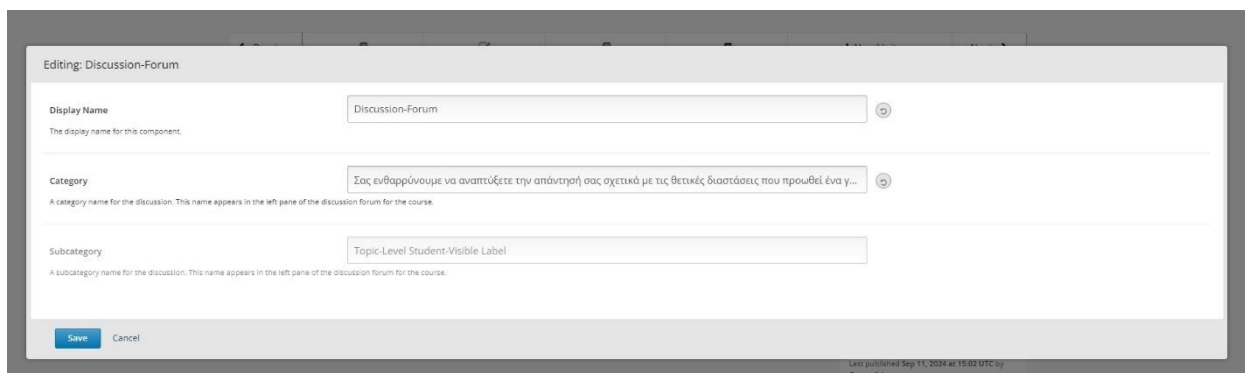 Editing: Discussion-Forum
Display Name
Discussion-Forum
The display name for this component.
Category
Σας ενθαρρύνουμε να αναπτύξετε την απάντησή σας σχετικά με τις θετικές διαστάσεις που προωθεί ένα γ...
A category name for the discussion. This name appears in the left pane of the discussion forum for the course.
Subcategory
Topic-Level Student-Visible Label
A subcategory name for the discussion. This name appears in the left pane of the discussion forum for the course.
Save Cancel
Last published Sep 11, 2024 at 15:02 UTC by